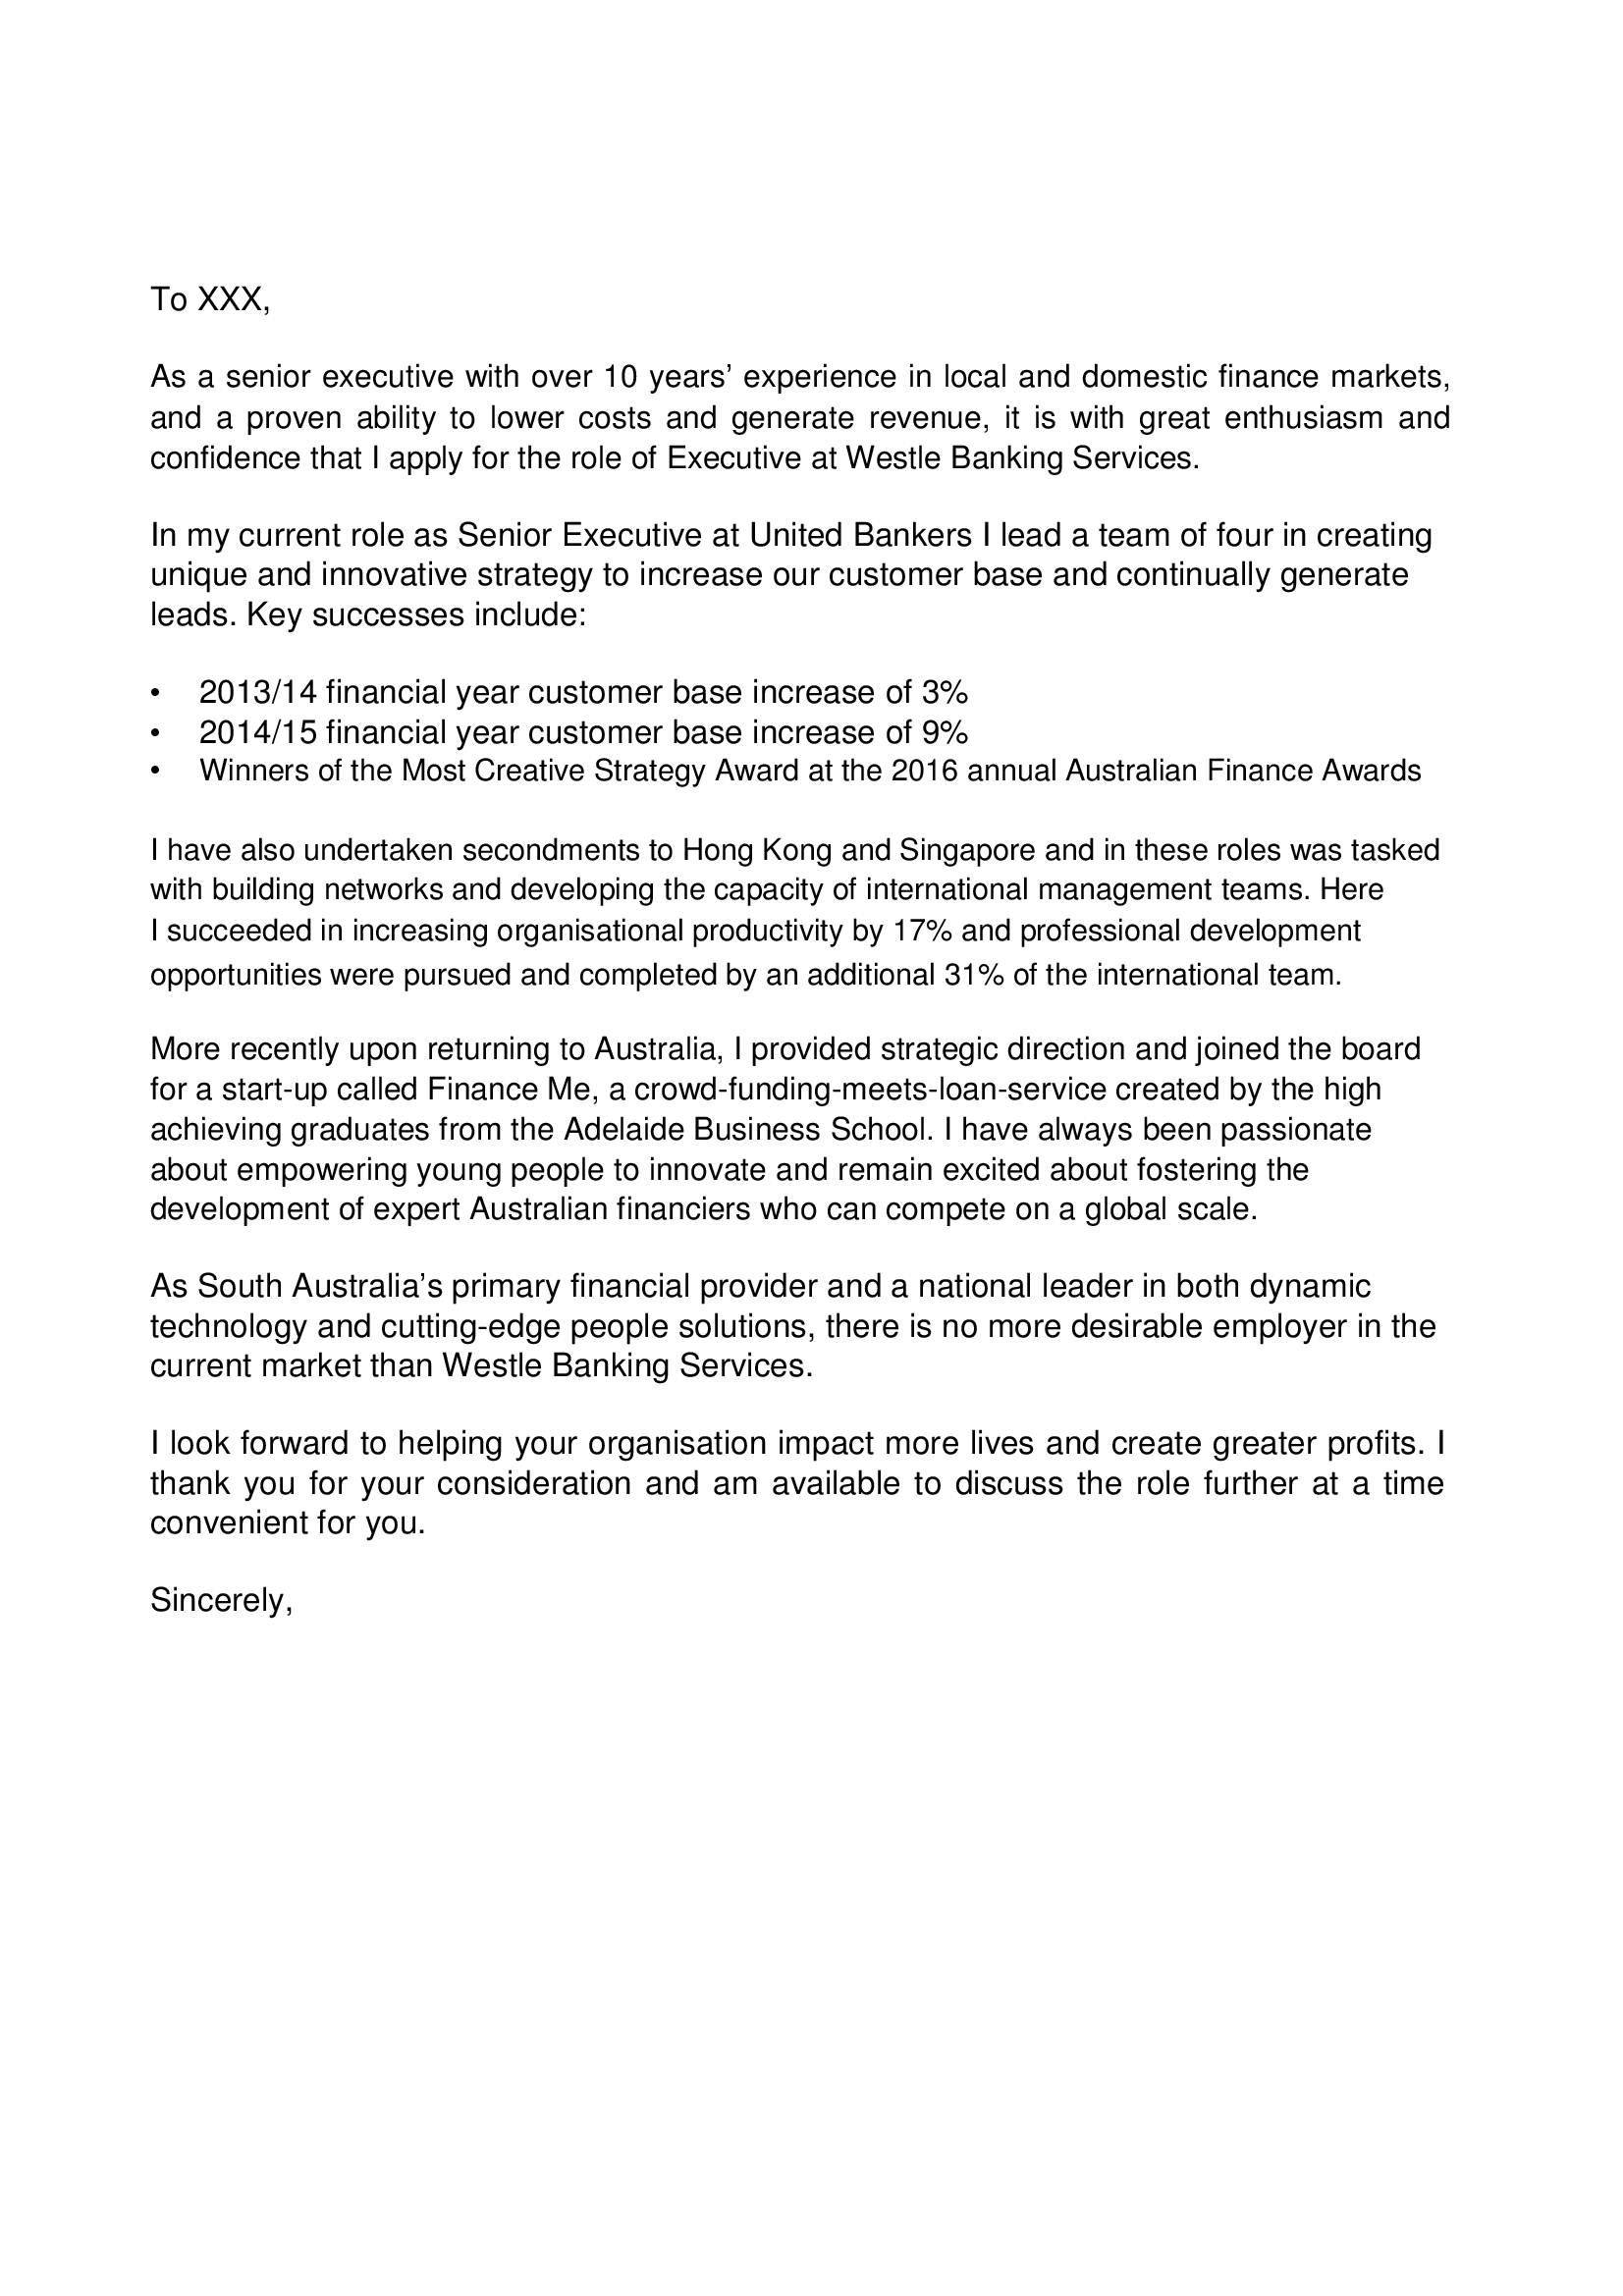 To XXX,
As a senior executive with over 10 years’ experience in local and domestic finance markets,
and a proven ability to lower costs and generate revenue, it is with great enthusiasm and
confidence that I apply for the role of Executive at Westle Banking Services.
In my current role as Senior Executive at United Bankers I lead a team of four in creating
unique and innovative strategy to increase our customer base and continually generate
leads. Key successes include:
• 2013/14 financial year customer base increase of 3%
• 2014/15 financial year customer base increase of 9%
• Winners of the Most Creative Strategy Award at the 2016 annual Australian Finance Awards
I have also undertaken secondments to Hong Kong and Singapore and in these roles was tasked
with building networks and developing the capacity of international management teams. Here
I succeeded in increasing organisational productivity by 17% and professional development
opportunities were pursued and completed by an additional 31% of the international team.
More recently upon returning to Australia, I provided strategic direction and joined the board
for a start-up called Finance Me, a crowd-funding-meets-loan-service created by the high
achieving graduates from the Adelaide Business School. I have always been passionate
about empowering young people to innovate and remain excited about fostering the
development of expert Australian financiers who can compete on a global scale.
As South Australia’s primary financial provider and a national leader in both dynamic
technology and cutting-edge people solutions, there is no more desirable employer in the
current market than Westle Banking Services.
I look forward to helping your organisation impact more lives and create greater profits. I
thank you for your consideration and am available to discuss the role further at a time
convenient for you.
Sincerely,